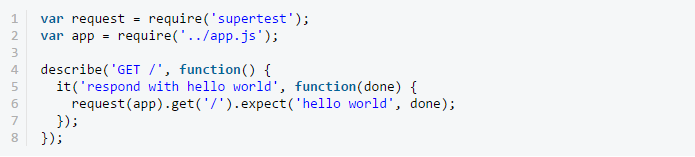 1 var request = require('supertest');
2 var app = require('../app.js');
3
4 describe('GET /', function() {
5   it('respond with hello world', function(done) {
6     request(app).get('/').expect('hello world', done);
7   });
8 });